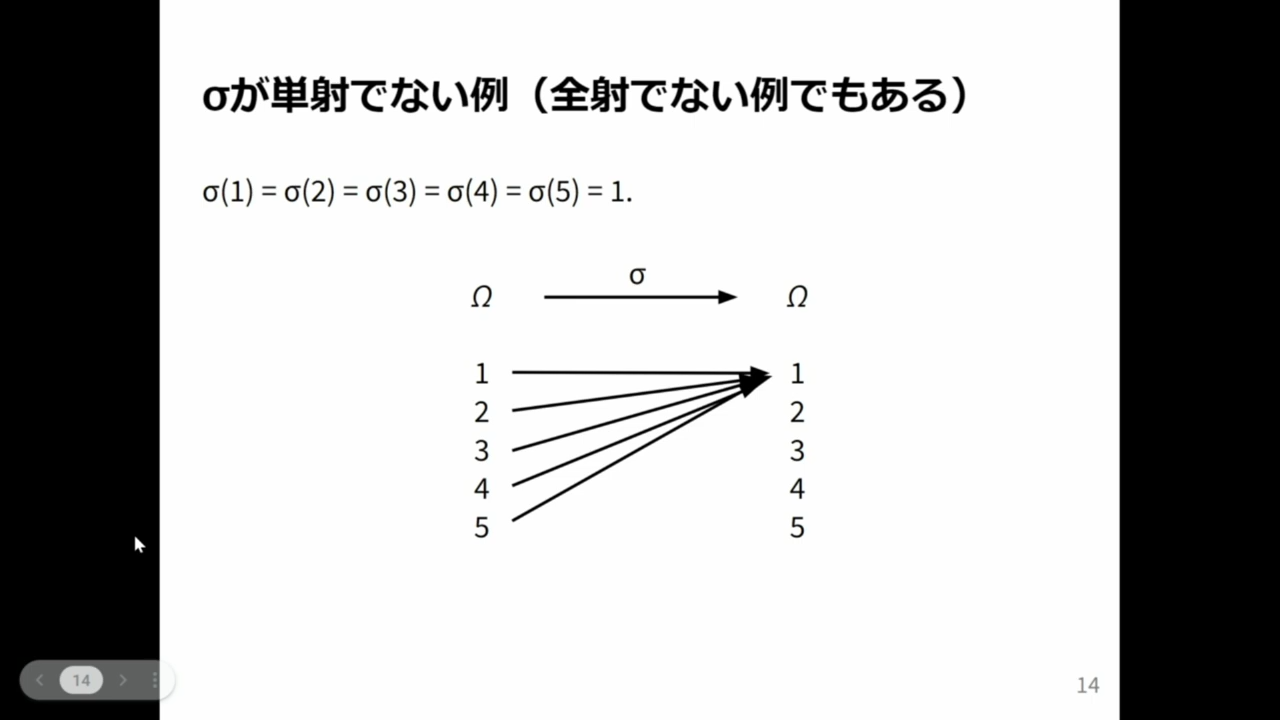 σが単射でない例（全射でない例でもある）
σ(1) = σ(2) = σ(3) = σ(4) = σ(5) = 1.
σ
Ω Ω
1 1
2 2
3 3
4 4
5 5
14
14